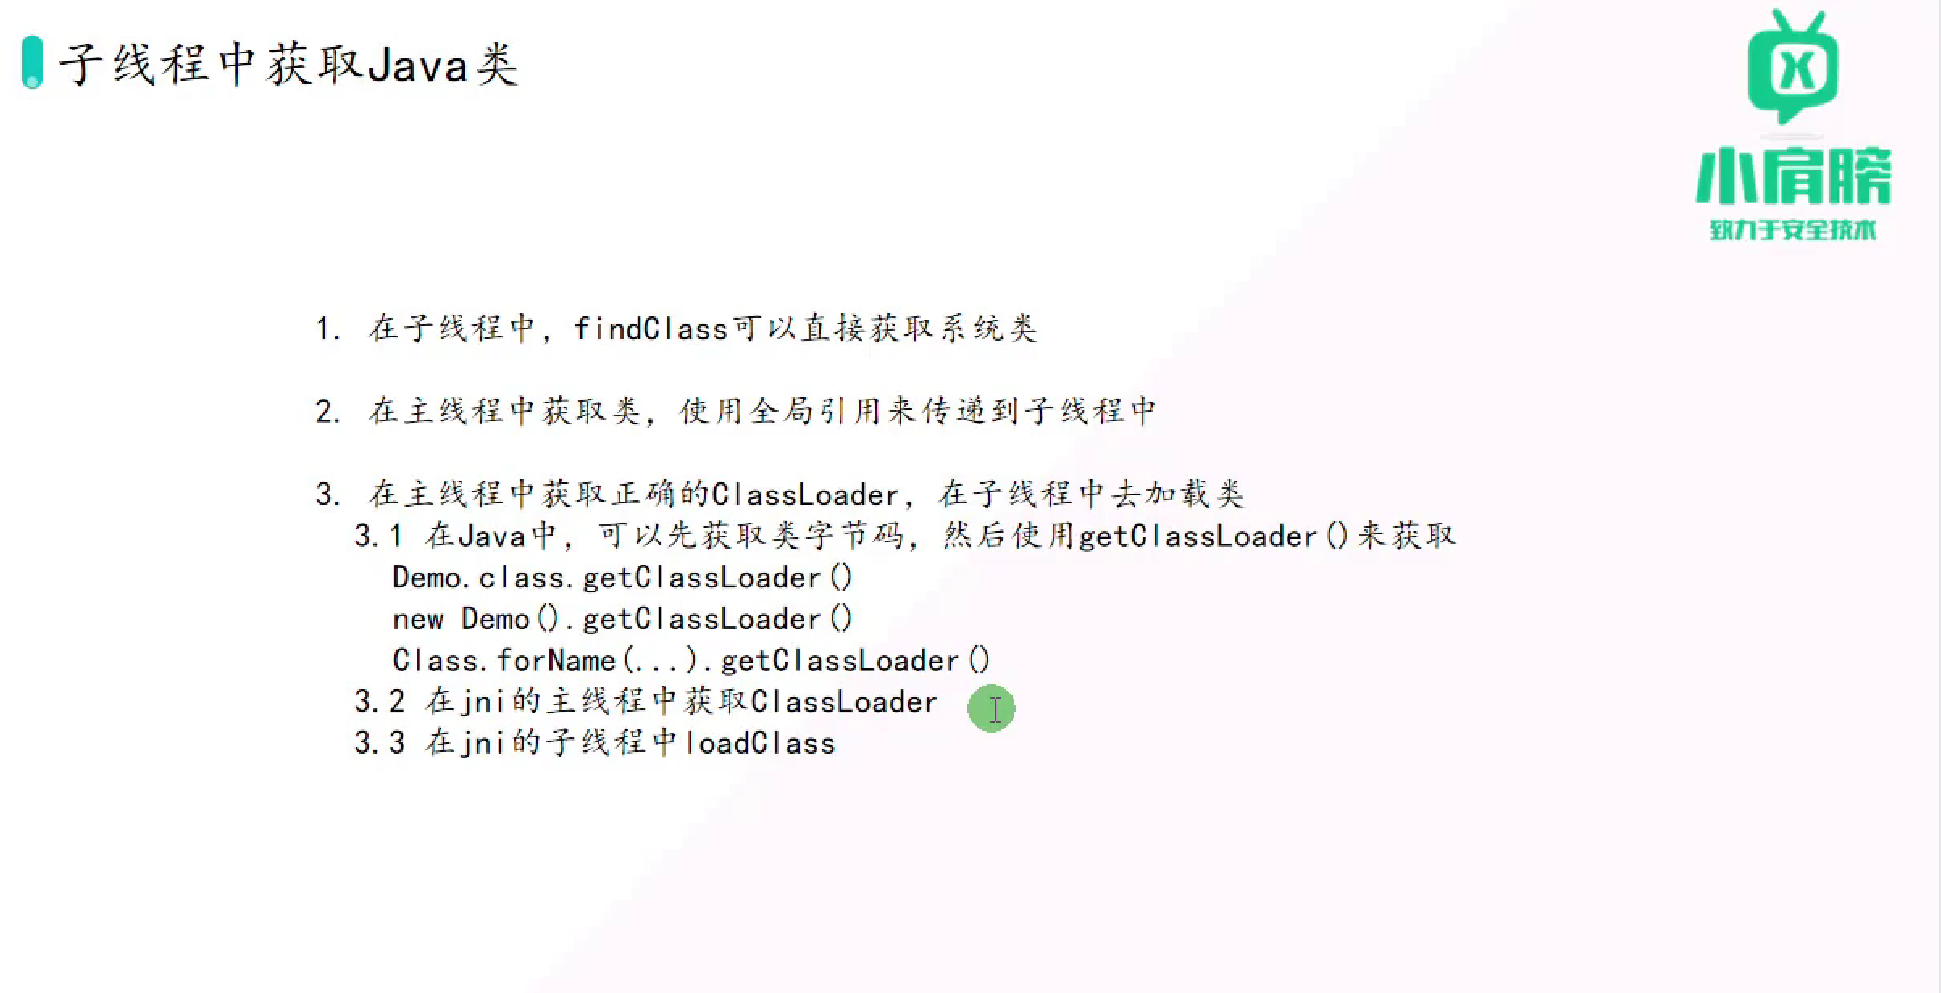 子线程中获取Java类
小肩膀
致力于安全技术
1. 在子线程中，findClass可以直接获取系统类
2. 在主线程中获取类，使用全局引用来传递到子线程中
3. 在主线程中获取正确的ClassLoader，在子线程中去加载类
3.1 在Java中，可以先获取类字节码，然后使用getClassLoader()来获取
Demo.class.getClassLoader()
new Demo().getClassLoader()
Class.forName(...).getClassLoader()
3.2 在jni的主线程中获取ClassLoader
3.3 在jni的子线程中loadClass